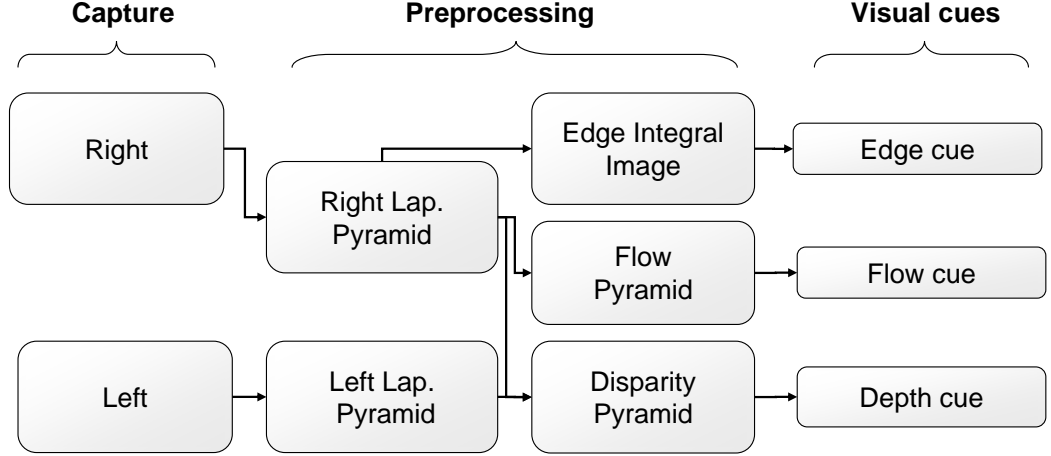 Capture
Preprocessing
Visual cues
Right
Right Lap.
Pyramid
Edge Integral
Image
Edge cue
Flow
Pyramid
Flow cue
Left
Left Lap.
Pyramid
Disparity
Pyramid
Depth cue